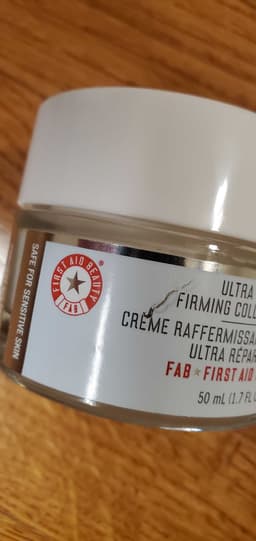 SAFE FOR SENSITIVE SKIN
FIRST AID BEAUTY
®
FAB
ULTRA
FIRMING COLL
CRÈME RAFFERMISSA
ULTRA RÉPAR
FAB FIRST AID
50 mL (1.7 FL